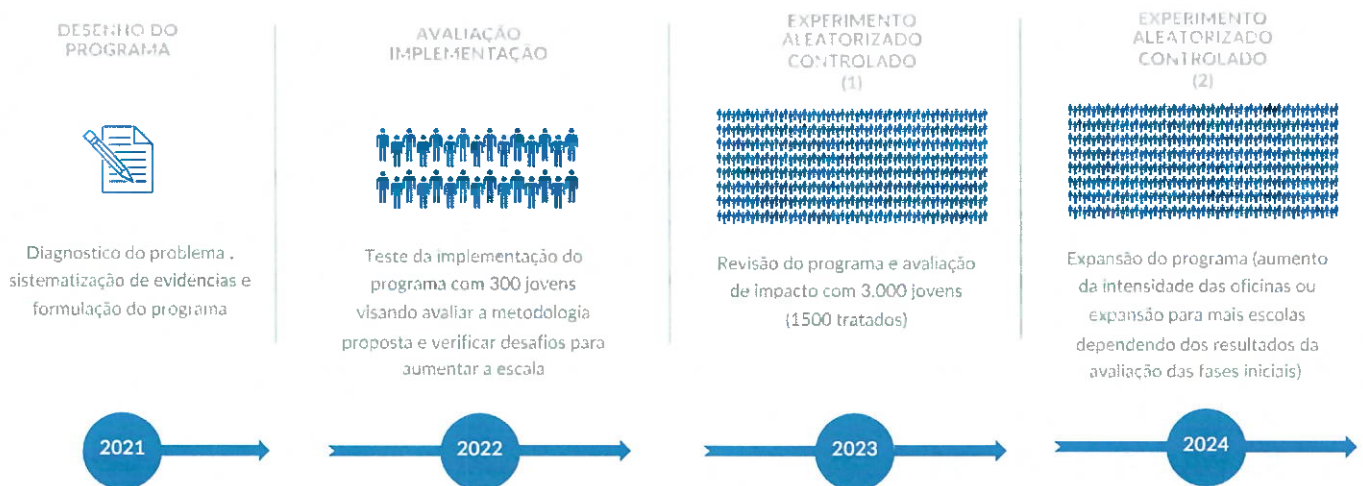 DESENHO DO
PROGRAMA
Diagnostico do problema ,
sistematização de evidências e
formulação do programa
2021
AVALIAÇÃO
IMPLEMENTAÇÃO
Teste da implementação do
programa com 300 jovens
visando avaliar a metodologia
proposta e verificar desafios para
aumentar a escala
2022
EXPERIMENTO
ALEATORIZADO
CONTROLADO
(1)
Revisão do programa e avaliação
de impacto com 3.000 jovens
(1500 tratados)
2023
EXPERIMENTO
ALEATORIZADO
CONTROLADO
(2)
Expansão do programa (aumento
da intensidade das oficinas ou
expansão para mais escolas
dependendo dos resultados da
avaliação das fases iniciais)
2024